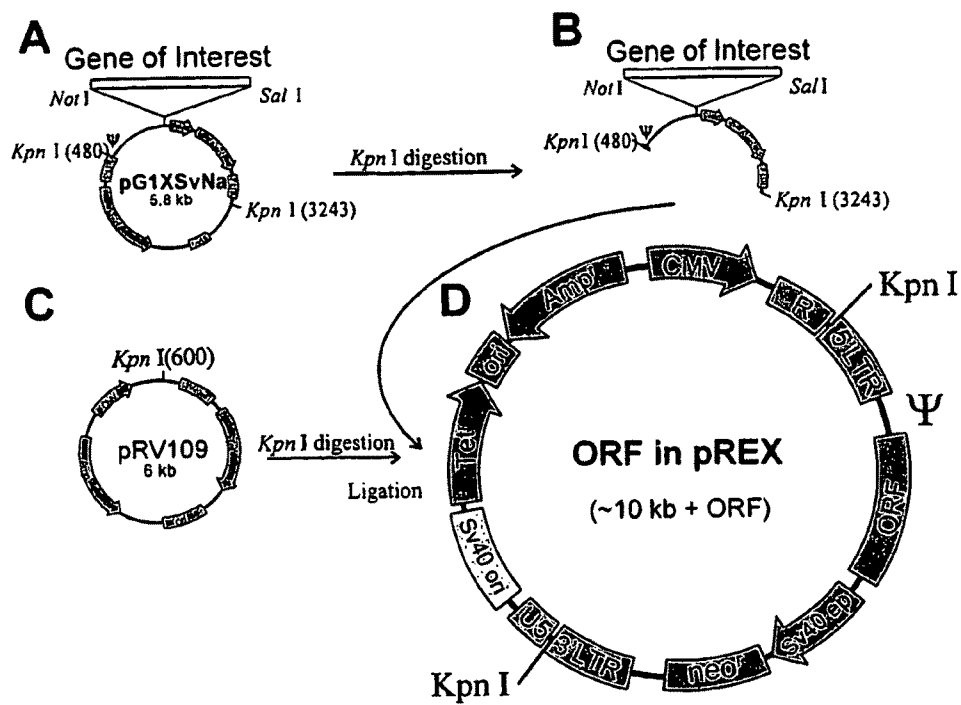 A
Gene of Interest
Not I
Sal I
Ψ
Kpn I (480)
pG1XSvNa
5.8 kb
Kpn I (3243)
Kpn I digestion
B
Gene of Interest
Not I
Sal I
Ψ
Kpn I (480)
Kpn I (3243)
C
Kpn I(600)
pRV109
6 kb
Kpn I digestion
Ligation
D
Amp
CMV
R
Kpn I
5'LTR
Ψ
ORF
Sv40 ep
neo
3'LTR
U5
Kpn I
Sv40 ori
Tet
ori
ORF in pREX
(~10 kb + ORF)